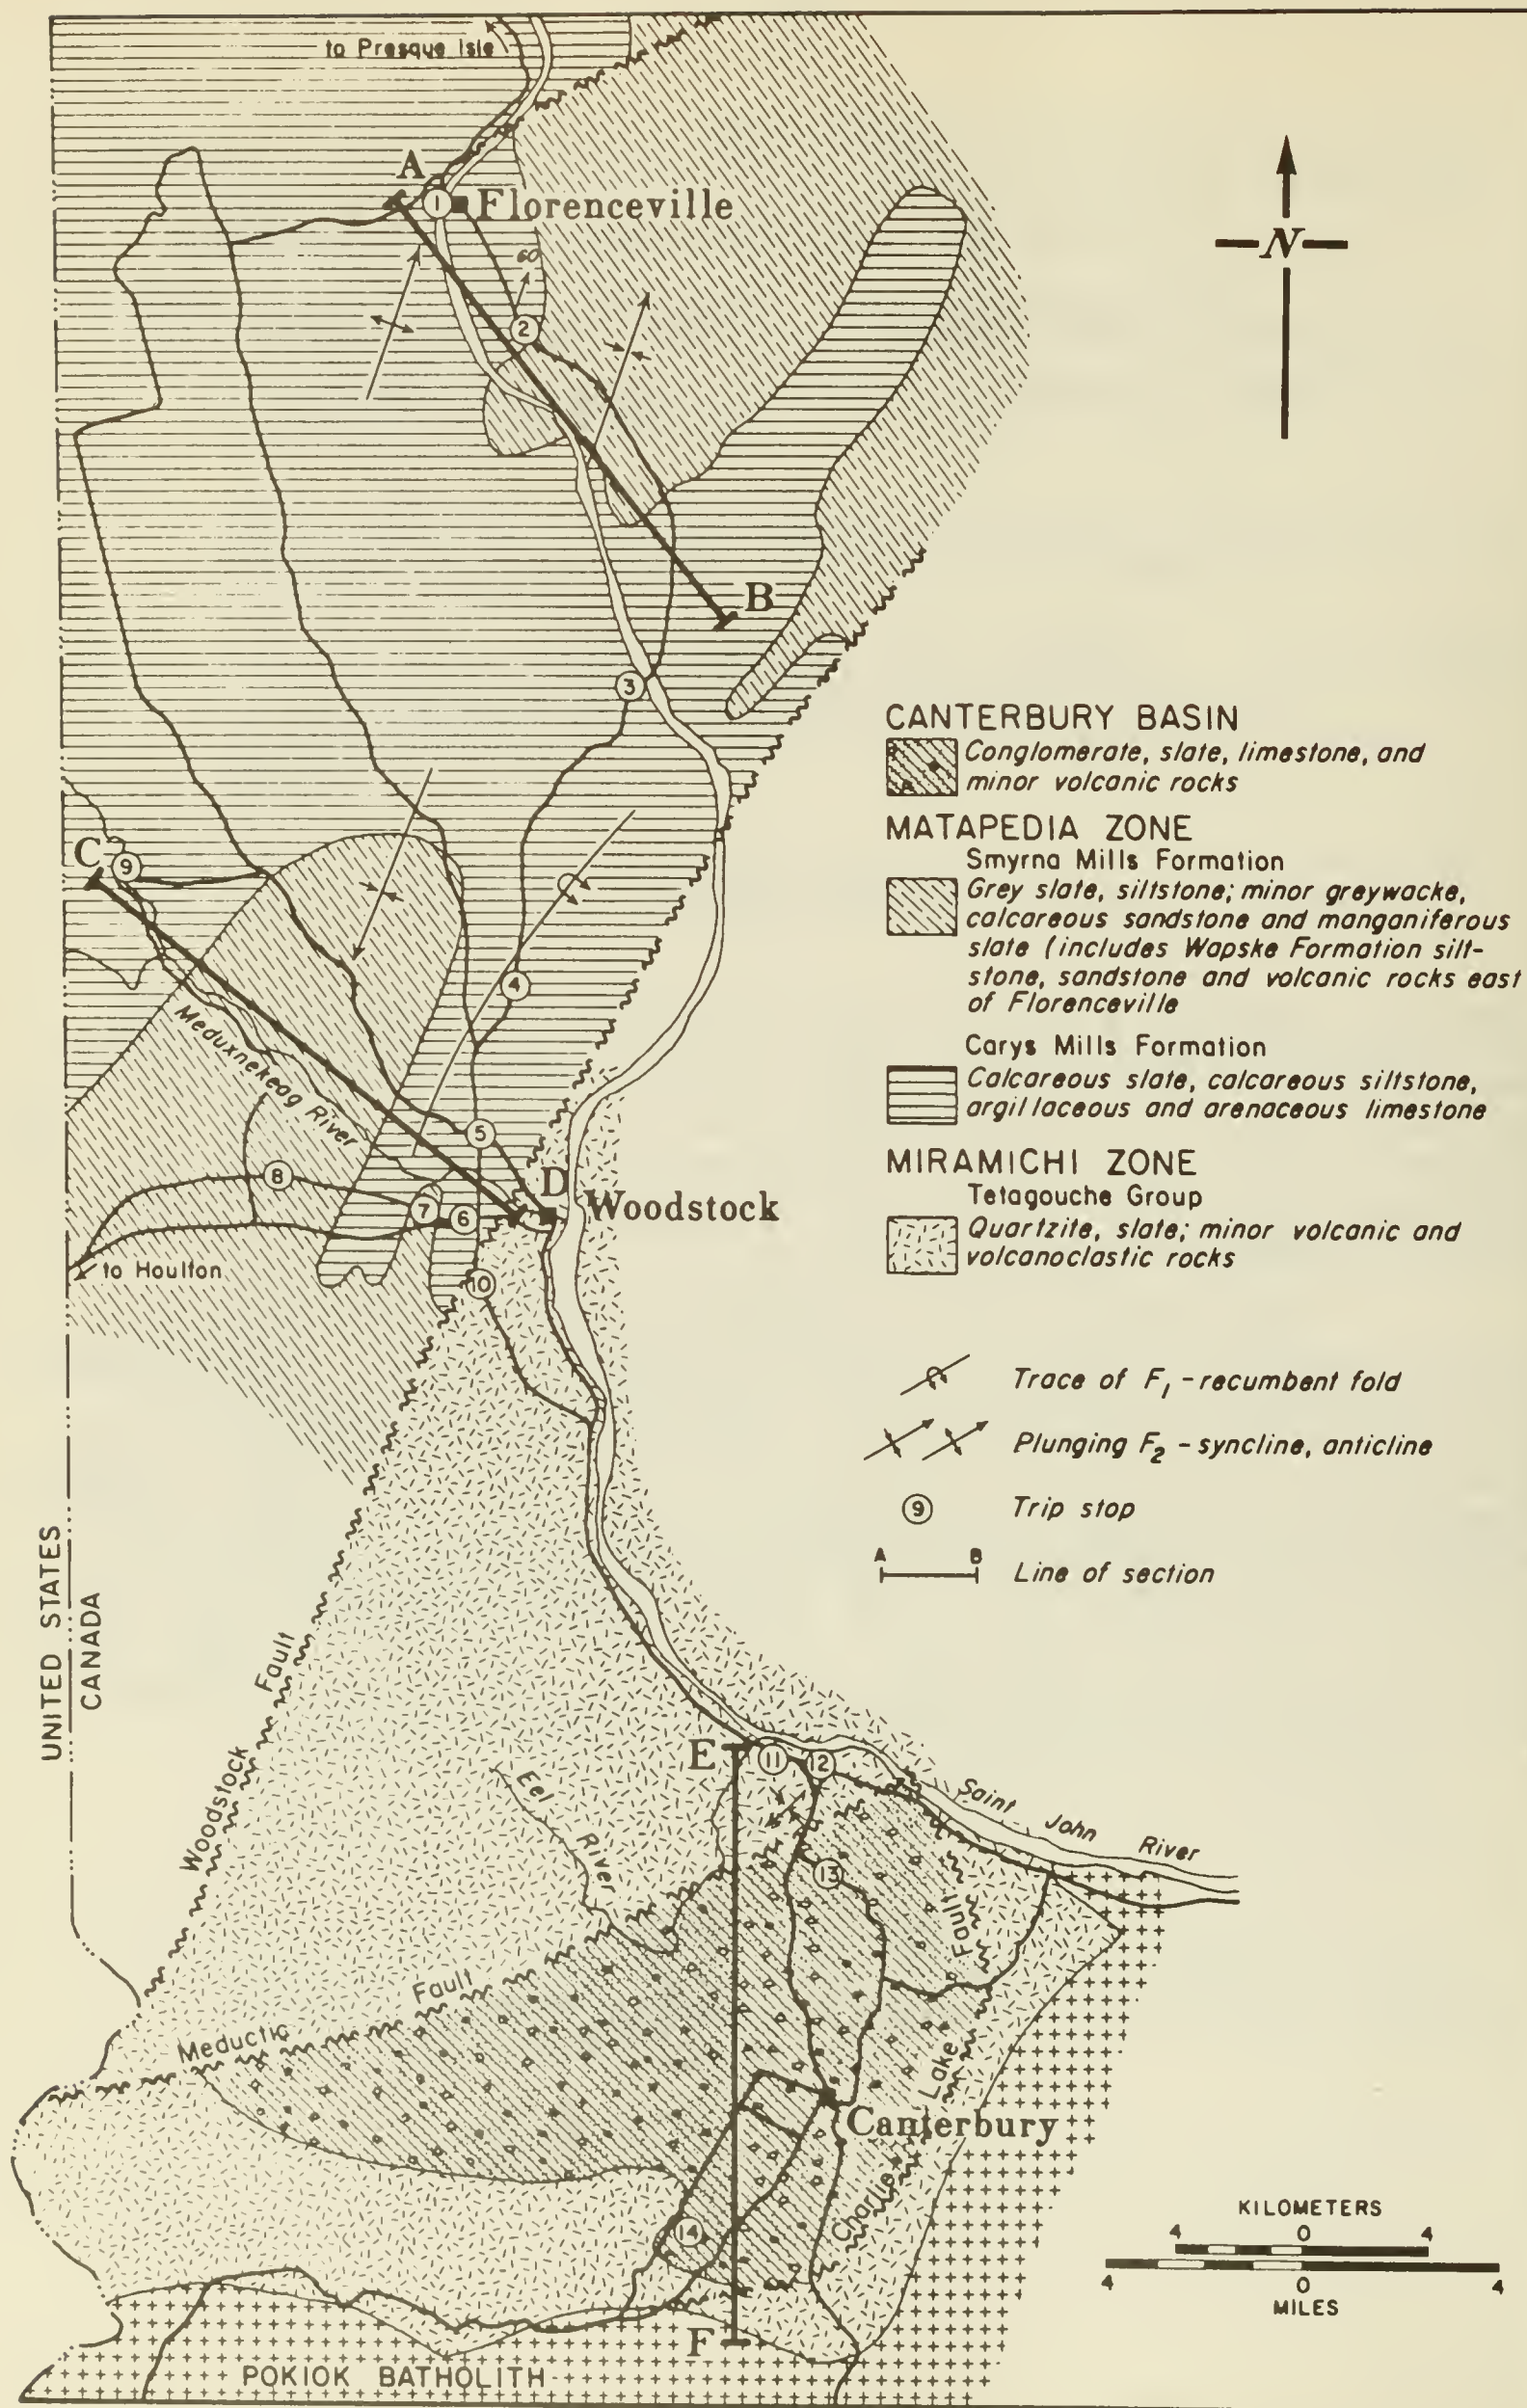 to Presque Isle
A
1
Florenceville
60
2
N
B
3
CANTERBURY BASIN
Conglomerate, slate, limestone, and
minor volcanic rocks
MATAPEDIA ZONE
Smyrna Mills Formation
Grey slate, siltstone; minor greywacke,
calcareous sandstone and manganiferous
slate (includes Wapske Formation silt-
stone, sandstone and volcanic rocks east
of Florenceville
Carys Mills Formation
Calcareous slate, calcareous siltstone,
argillaceous and arenaceous limestone
MIRAMICHI ZONE
Tetagouche Group
Quartzite, slate; minor volcanic and
volcanoclastic rocks
C
9
4
Meduxnekeag River
5
D
8
7
6
Woodstock
to Houlton
10
Trace of F1 - recumbent fold
Plunging F2 - syncline, anticline
9
Trip stop
A
B
Line of section
UNITED STATES
CANADA
Woodstock Fault
E
11
12
Eel River
Saint John River
13
Meductic Fault
Charlie Lake Fault
Canterbury
14
F
POKIOK BATHOLITH
KILOMETERS
4 0 4
4 0 4
MILES